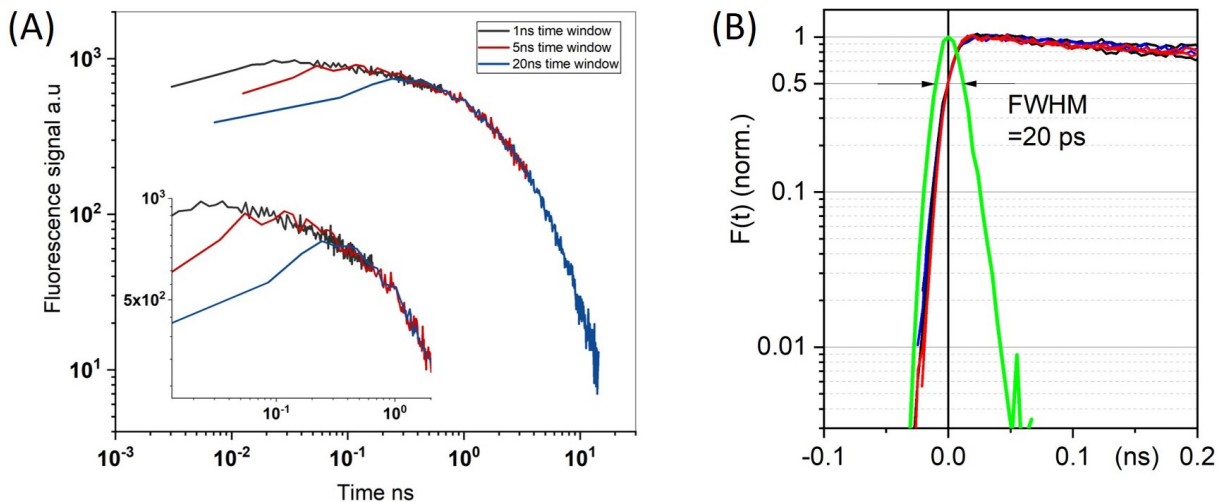 (A)
Fluorescence signal a.u
10³
10²
10¹
1ns time window
5ns time window
20ns time window
10³
5x10²
10⁻¹
10⁰
10⁻³
10⁻²
10⁻¹
10⁰
10¹
Time ns
(B)
F(t) (norm.)
1
0.5
0.1
0.01
FWHM
=20 ps
-0.1
0.0
0.1
(ns)
0.2